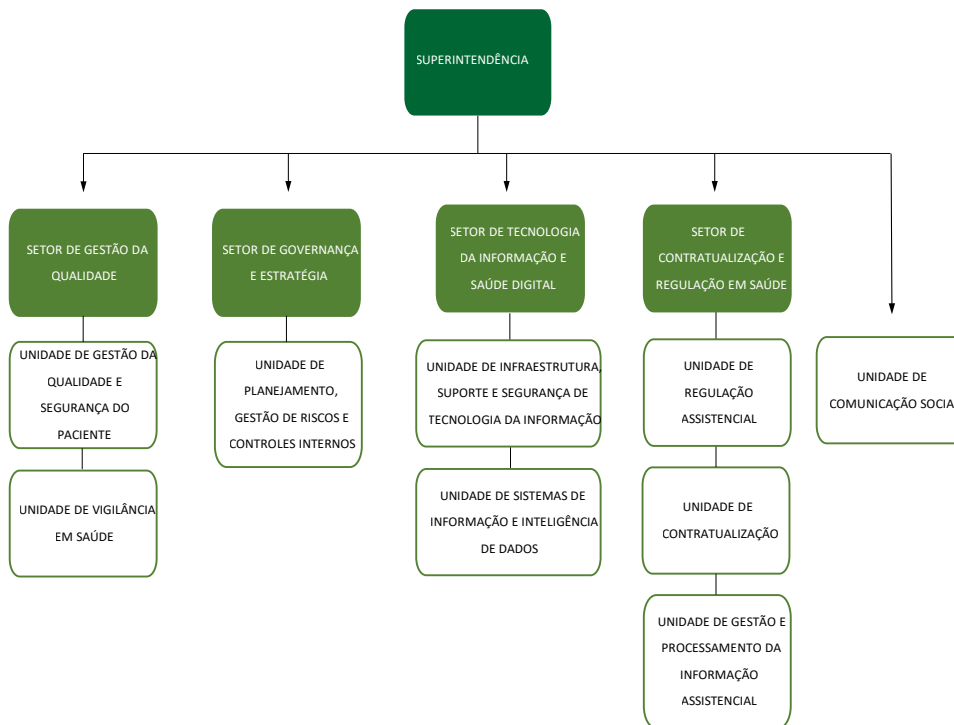 SUPERINTENDÊNCIA
SETOR DE GESTÃO DA
QUALIDADE
SETOR DE GOVERNANÇA
E ESTRATÉGIA
SETOR DE TECNOLOGIA
DA INFORMAÇÃO E
SAÚDE DIGITAL
SETOR DE
CONTRATUALIZAÇÃO E
REGULAÇÃO EM SAÚDE
UNIDADE DE GESTÃO DA
QUALIDADE E
SEGURANÇA DO
PACIENTE
UNIDADE DE
PLANEJAMENTO,
GESTÃO DE RISCOS E
CONTROLES INTERNOS
UNIDADE DE INFRAESTRUTURA,
SUPORTE E SEGURANÇA DE
TECNOLOGIA DA INFORMAÇÃO
UNIDADE DE
REGULAÇÃO
ASSISTENCIAL
UNIDADE DE
COMUNICAÇÃO SOCIA
UNIDADE DE VIGILÂNCIA
EM SAÚDE
UNIDADE DE SISTEMAS DE
INFORMAÇÃO E INTELIGÊNCIA
DE DADOS
UNIDADE DE
CONTRATUALIZAÇÃO
UNIDADE DE GESTÃO E
PROCESSAMENTO DA
INFORMAÇÃO
ASSISTENCIAL